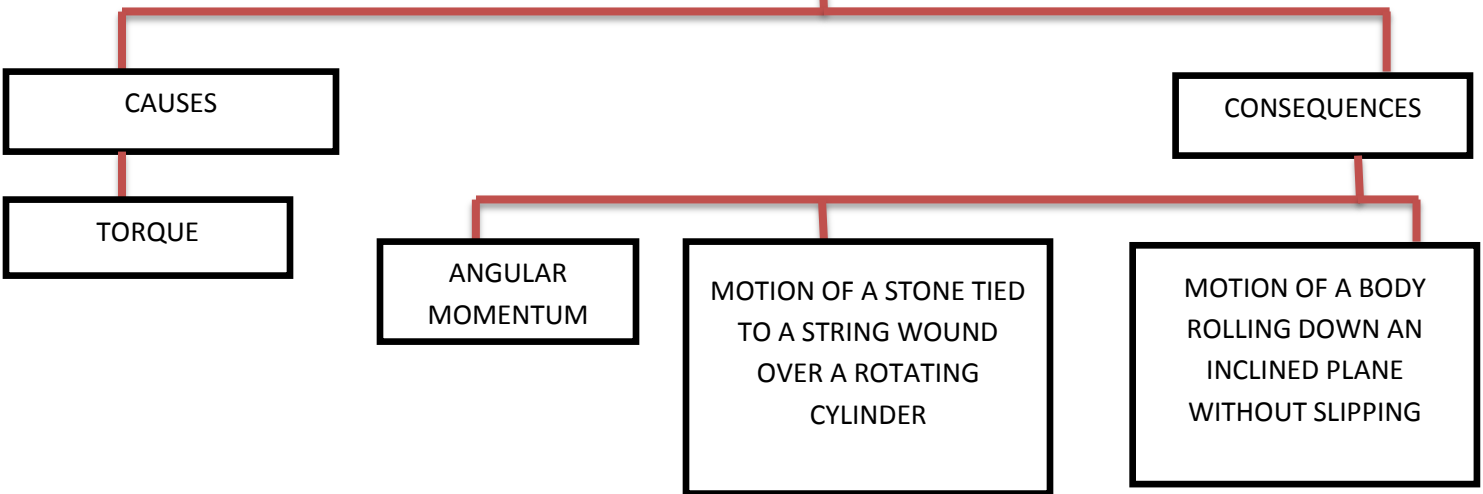 CAUSES
CONSEQUENCES
TORQUE
ANGULAR
MOMENTUM
MOTION OF A STONE TIED
TO A STRING WOUND
OVER A ROTATING
CYLINDER
MOTION OF A BODY
ROLLING DOWN AN
INCLINED PLANE
WITHOUT SLIPPING